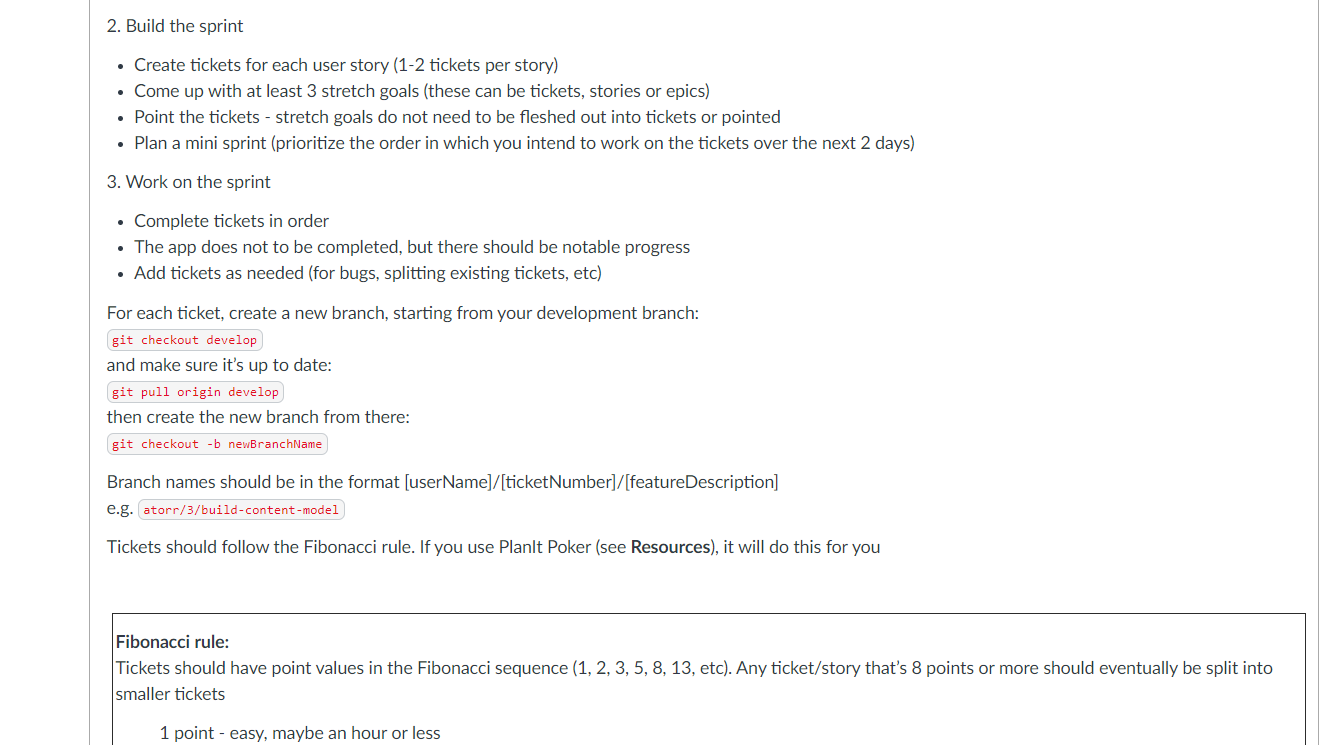 2. Build the sprint
• Create tickets for each user story (1-2 tickets per story)
• Come up with at least 3 stretch goals (these can be tickets, stories or epics)
• Point the tickets - stretch goals do not need to be fleshed out into tickets or pointed
• Plan a mini sprint (prioritize the order in which you intend to work on the tickets over the next 2 days)
3. Work on the sprint
• Complete tickets in order
• The app does not to be completed, but there should be notable progress
• Add tickets as needed (for bugs, splitting existing tickets, etc)
For each ticket, create a new branch, starting from your development branch:
git checkout develop
and make sure it’s up to date:
git pull origin develop
then create the new branch from there:
git checkout -b newBranchName
Branch names should be in the format [userName]/[ticketNumber]/[featureDescription]
e.g. atorr/3/build-content-model
Tickets should follow the Fibonacci rule. If you use PlanIt Poker (see Resources), it will do this for you
Fibonacci rule:
Tickets should have point values in the Fibonacci sequence (1, 2, 3, 5, 8, 13, etc). Any ticket/story that’s 8 points or more should eventually be split into
smaller tickets
1 point - easy, maybe an hour or less